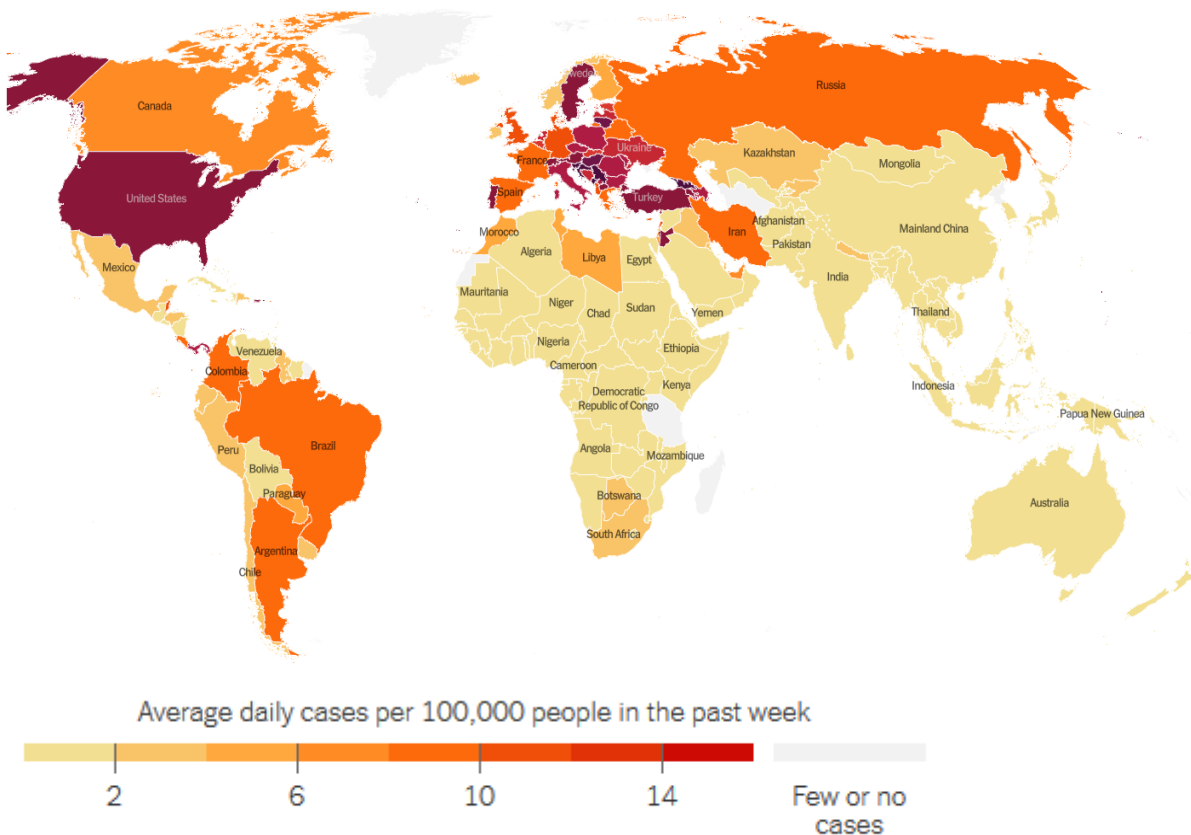 Sweden
Russia
Canada
Ukraine
France
Kazakhstan
Mongolia
United States
Spain
Turkey
Afghanistan
Mainland China
Iran
Morocco
Pakistan
Algeria
Libya
Egypt
Mexico
India
Mauritania
Niger
Sudan
Chad
Yemen
Thailand
Nigeria
Ethiopia
Venezuela
Cameroon
Colombia
Kenya
Indonesia
Democratic
Republic of Congo
Papua New Guinea
Brazil
Peru
Angola
Mozambique
Bolivia
Paraguay
Botswana
Australia
South Africa
Argentina
Chile
Average daily cases per 100,000 people in the past week
2 6 10 14 Few or no
cases